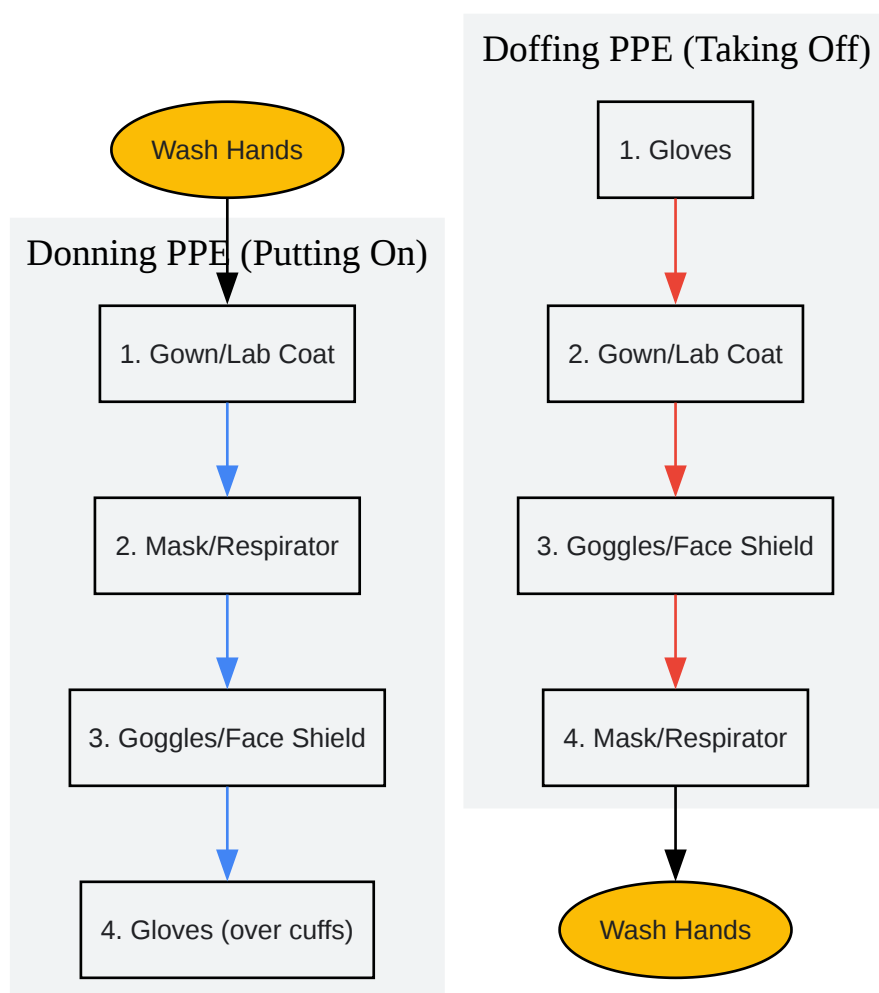 Wash Hands
Donning PPE (Putting On)
1. Gown/Lab Coat
2. Mask/Respirator
3. Goggles/Face Shield
4. Gloves (over cuffs)
Doffing PPE (Taking Off)
1. Gloves
2. Gown/Lab Coat
3. Goggles/Face Shield
4. Mask/Respirator
Wash Hands